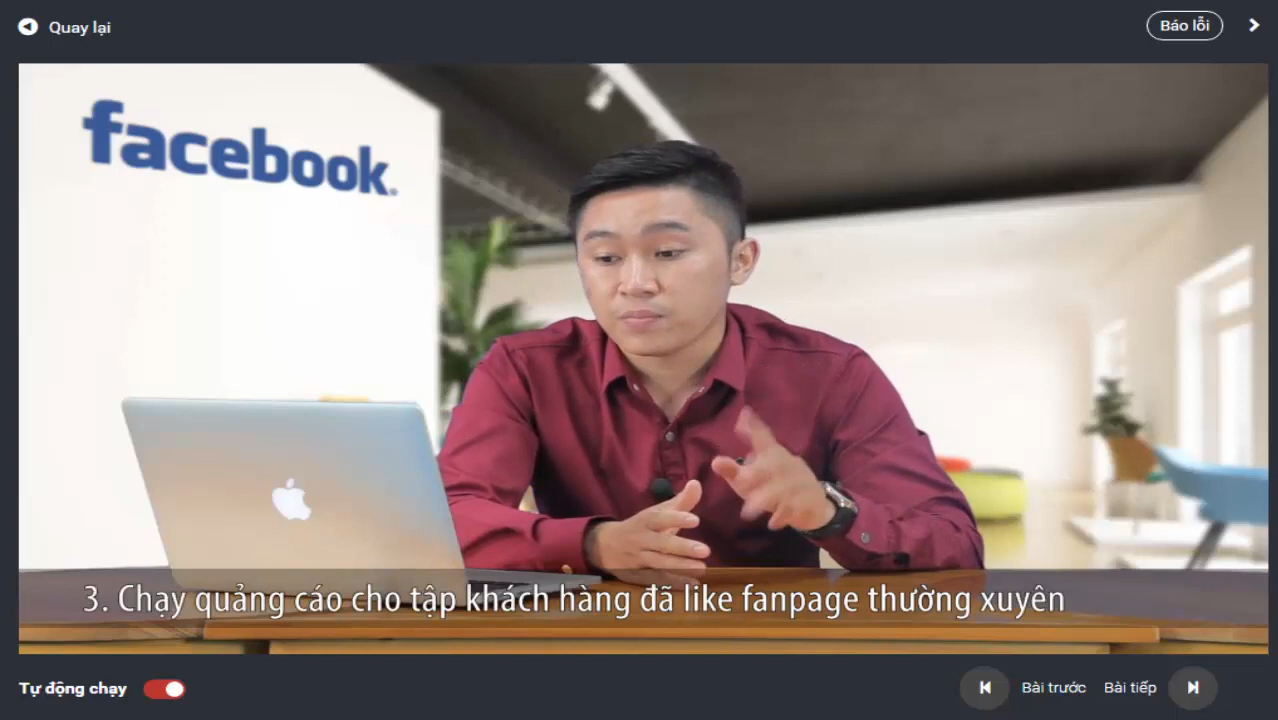 Quay lại
Báo lỗi
facebook.
3. Chạy quảng cáo cho tập khách hàng đã like fanpage thường xuyên
Tự động chạy
Bài trước
Bài tiếp